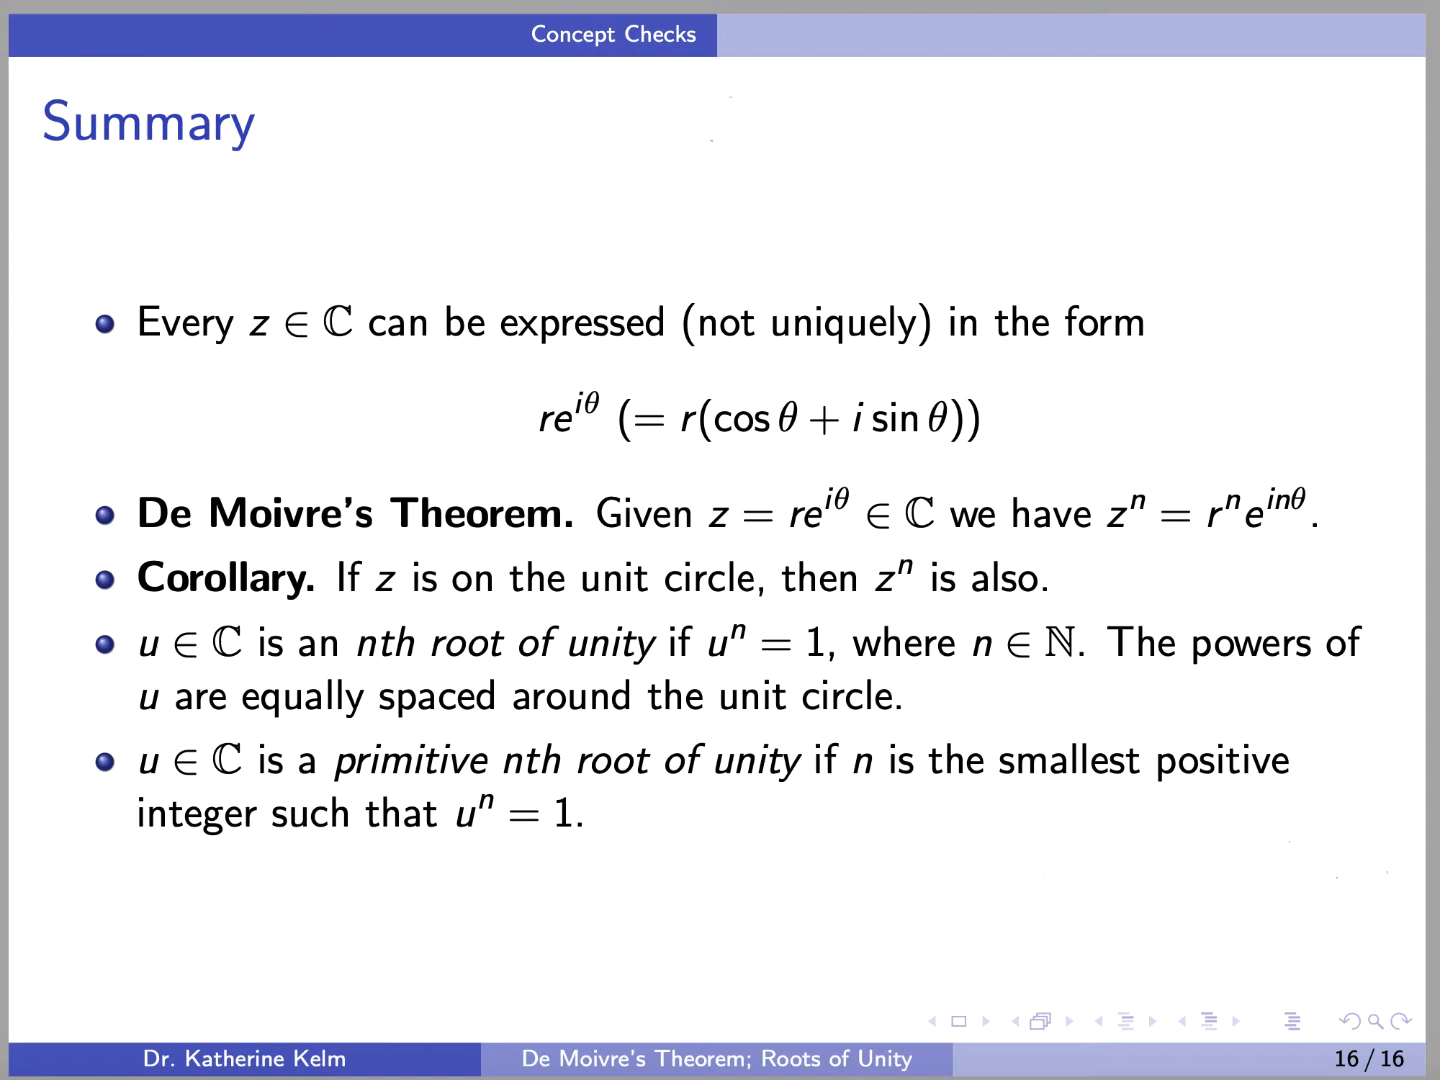 Concept Checks
Summary
Every z ∈ ℂ can be expressed (not uniquely) in the form
re^{iθ} (= r(cos θ + i sin θ))
De Moivre's Theorem. Given z = re^{iθ} ∈ ℂ we have z^n = r^n e^{inθ}.
Corollary. If z is on the unit circle, then z^n is also.
u ∈ ℂ is an nth root of unity if u^n = 1, where n ∈ ℕ. The powers of
u are equally spaced around the unit circle.
u ∈ ℂ is a primitive nth root of unity if n is the smallest positive
integer such that u^n = 1.
Dr. Katherine Kelm
De Moivre's Theorem; Roots of Unity
16 / 16